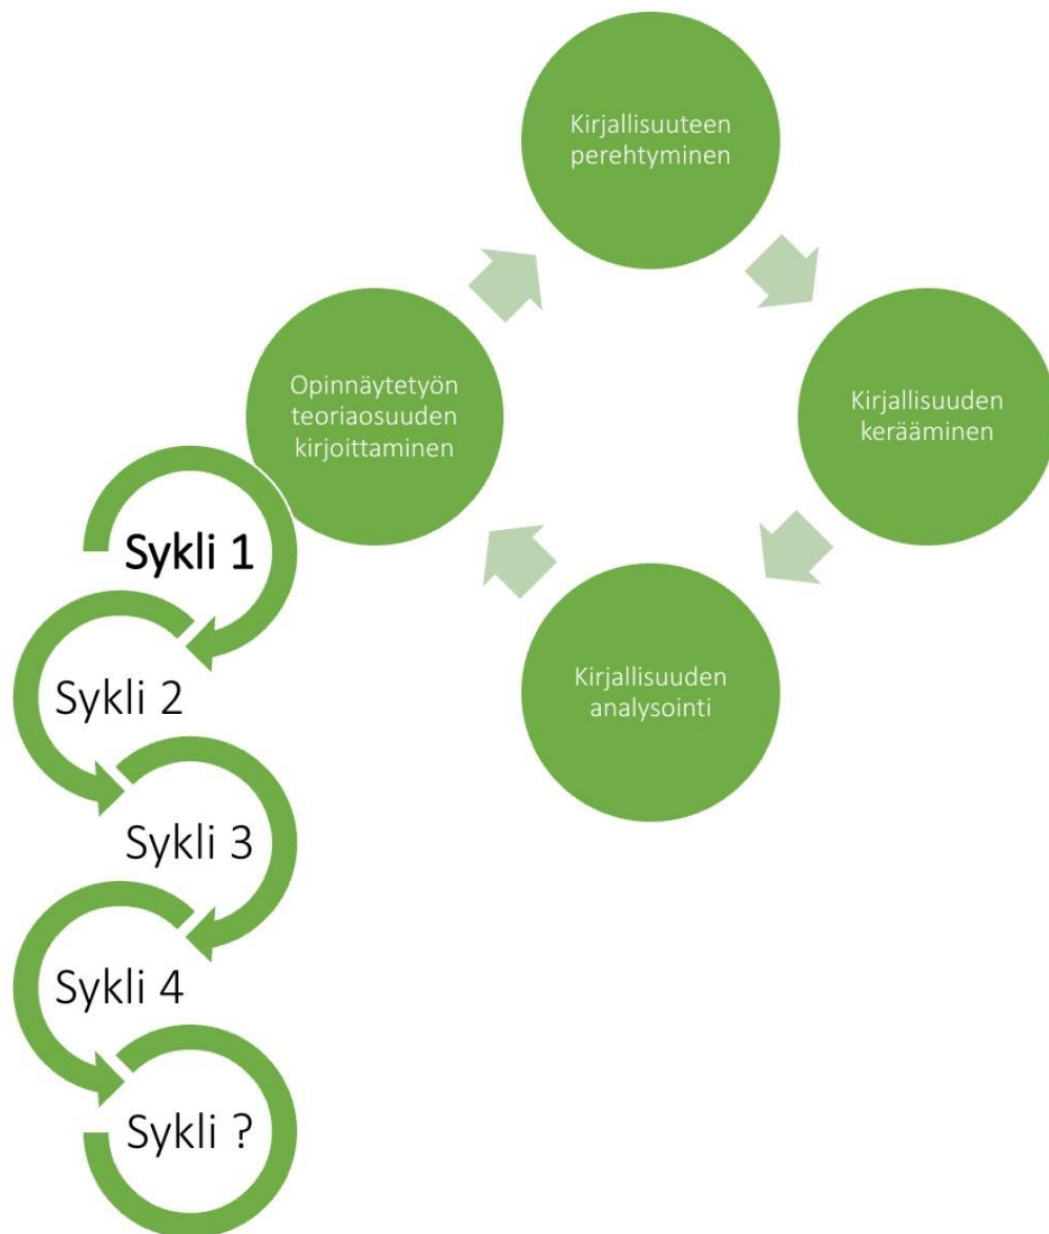 Kirjallisuuteen
perehtyminen
Opinnäytetyön
teoriaosuuden
kirjoittaminen
Kirjallisuuden
kerääminen
Kirjallisuuden
analysointi
Sykli 1
Sykli 2
Sykli 3
Sykli 4
Sykli ?